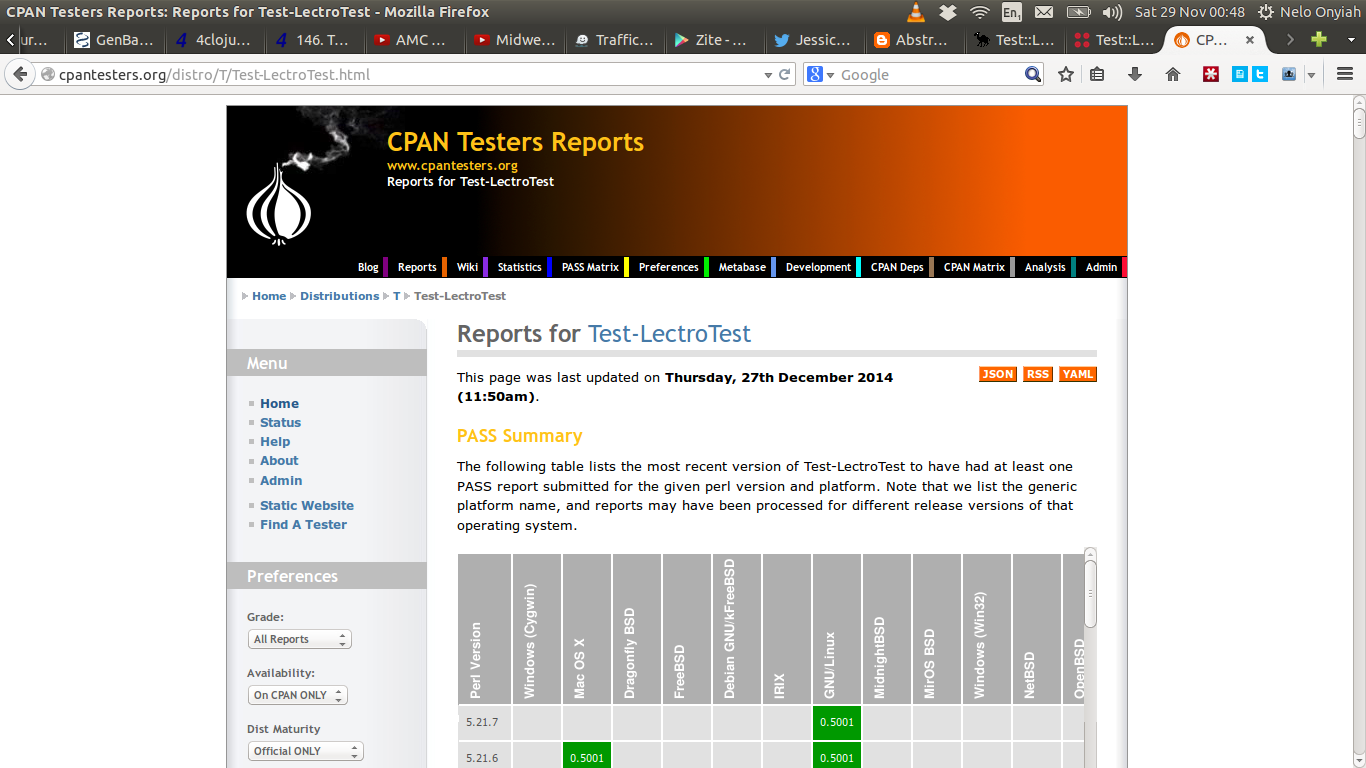 CPAN Testers Reports: Reports for Test-LectroTest - Mozilla Firefox
En1
Sat 29 Nov 00:48
Nelo Onyiah
ur...
GenBa...
4 4cloju...
4 146. T...
AMC ...
Midwe...
Traffic...
Zite - ...
Jessic...
Abstr...
Test::L...
Test::L...
CP...
cpantesters.org/distro/T/Test-LectroTest.html
Google
CPAN Testers Reports
www.cpantesters.org
Reports for Test-LectroTest
Blog
Reports
Wiki
Statistics
PASS Matrix
Preferences
Metabase
Development
CPAN Deps
CPAN Matrix
Analysis
Admin
Home
Distributions
T
Test-LectroTest
Menu
Home
Status
Help
About
Admin
Static Website
Find A Tester
Preferences
Grade:
All Reports
Availability:
On CPAN ONLY
Dist Maturity
Official ONLY
Reports for Test-LectroTest
This page was last updated on Thursday, 27th December 2014
(11:50am).
JSON
RSS
YAML
PASS Summary
The following table lists the most recent version of Test-LectroTest to have had at least one
PASS report submitted for the given perl version and platform. Note that we list the generic
platform name, and reports may have been processed for different release versions of that
operating system.
Perl Version
Windows (Cygwin)
Mac OS X
Dragonfly BSD
FreeBSD
Debian GNU/kFreeBSD
IRIX
GNU/Linux
MidnightBSD
MirOS BSD
Windows (Win32)
NetBSD
OpenBSD
5.21.7
0.5001
5.21.6
0.5001
0.5001